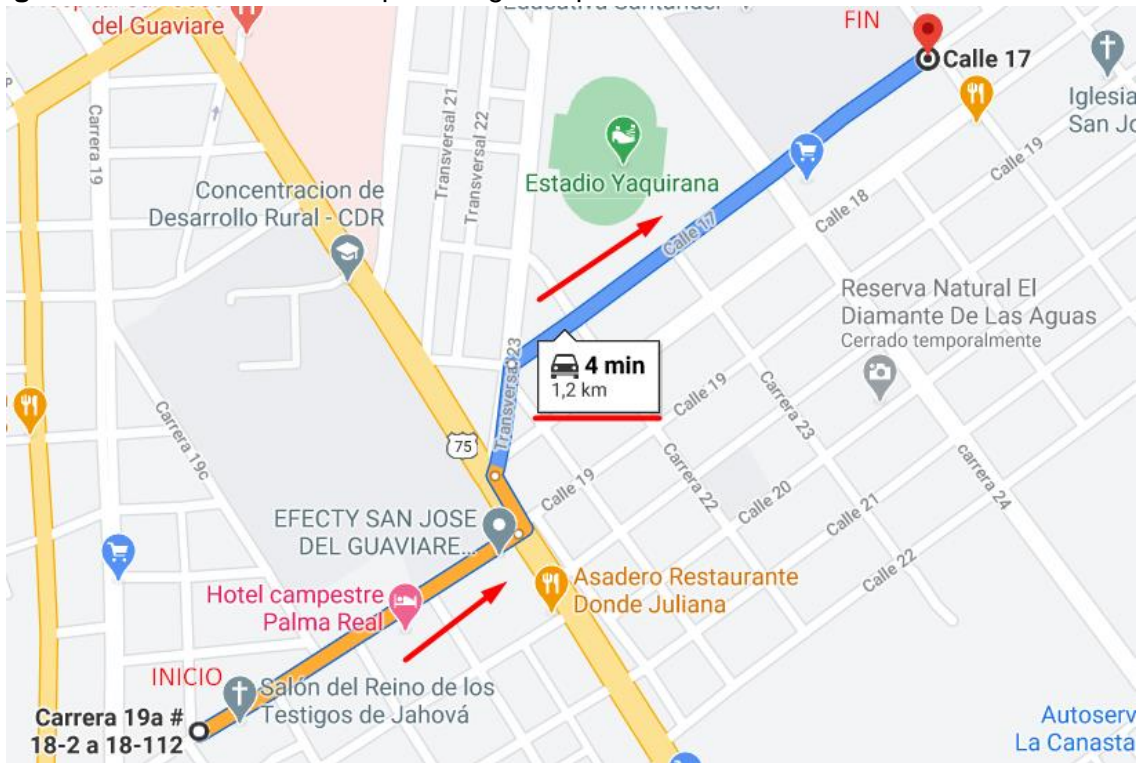 del Guaviare
FIN
Calle 17
Iglesia
San Jo
Carrera 19
Transversal 21
Transversal 22
Concentracion de
Desarrollo Rural - CDR
Estadio Yaquirana
Calle 19
Calle 18
Calle 17
Reserva Natural El
Diamante De Las Aguas
Cerrado temporalmente
4 min
1,2 km
Transversal 23
Calle 19
Carrera 23
Carrera 19c
75
Carrera 22
carrera 24
Calle 19
Calle 20
Calle 21
Calle 22
EFECTY SAN JOSE
DEL GUAVIARE...
Asadero Restaurante
Donde Juliana
Hotel campestre
Palma Real
INICIO
Salón del Reino de los
Testigos de Jahová
Carrera 19a #
18-2 a 18-112
Autoserv
La Canasta